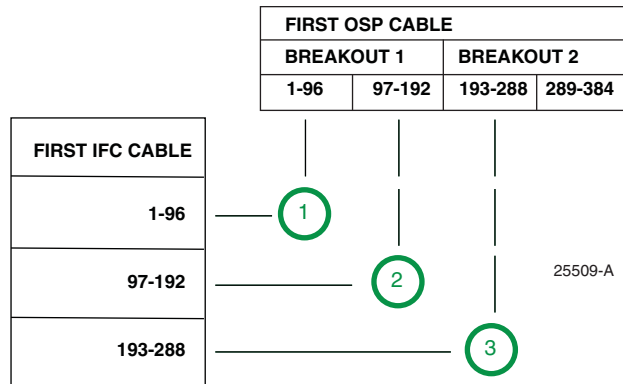 FIRST OSP CABLE
BREAKOUT 1 BREAKOUT 2
1-96 97-192 193-288 289-384
FIRST IFC CABLE
1-96 1
97-192 2 25509-A
193-288 3